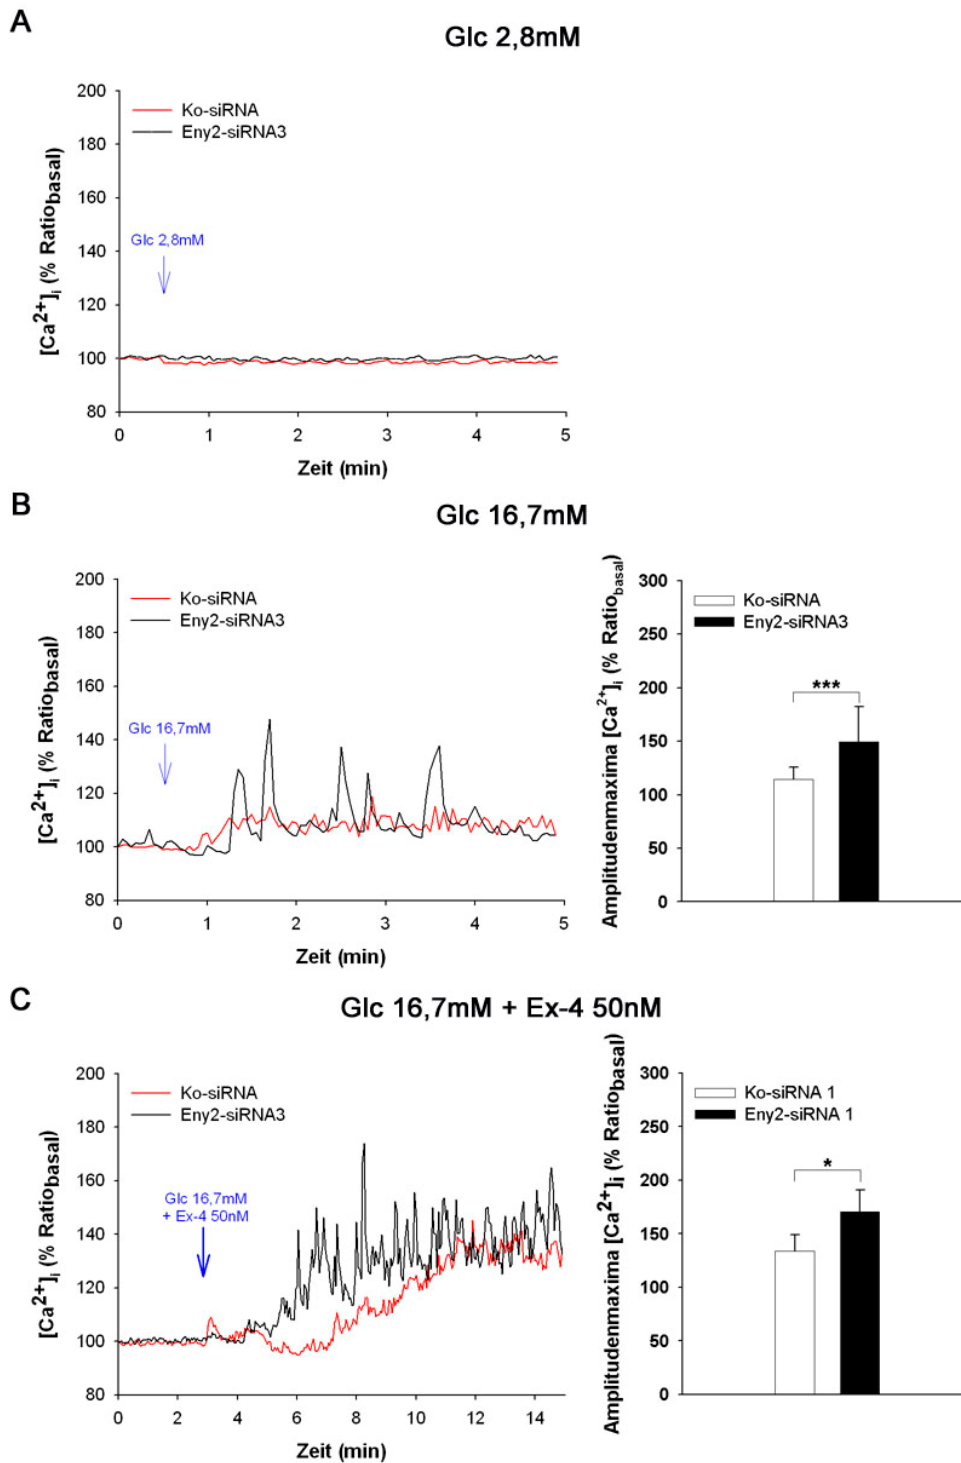 A
Glc 2,8mM
[Ca2+]i (% Ratiobasal)
200
180
160
140
120
100
80
Ko-siRNA
Eny2-siRNA3
Glc 2,8mM
0 1 2 3 4 5
Zeit (min)
B
Glc 16,7mM
[Ca2+]i (% Ratiobasal)
200
180
160
140
120
100
80
Ko-siRNA
Eny2-siRNA3
Glc 16,7mM
0 1 2 3 4 5
Zeit (min)
Amplitudenmaxima [Ca2+]i (% Ratiobasal)
300
250
200
150
100
50
0
Ko-siRNA
Eny2-siRNA3
***
C
Glc 16,7mM + Ex-4 50nM
[Ca2+]i (% Ratiobasal)
200
180
160
140
120
100
80
Ko-siRNA
Eny2-siRNA3
Glc 16,7mM
+ Ex-4 50nM
0 2 4 6 8 10 12 14
Zeit (min)
Amplitudenmaxima [Ca2+]i (% Ratiobasal)
300
250
200
150
100
50
0
Ko-siRNA 1
Eny2-siRNA 1
*